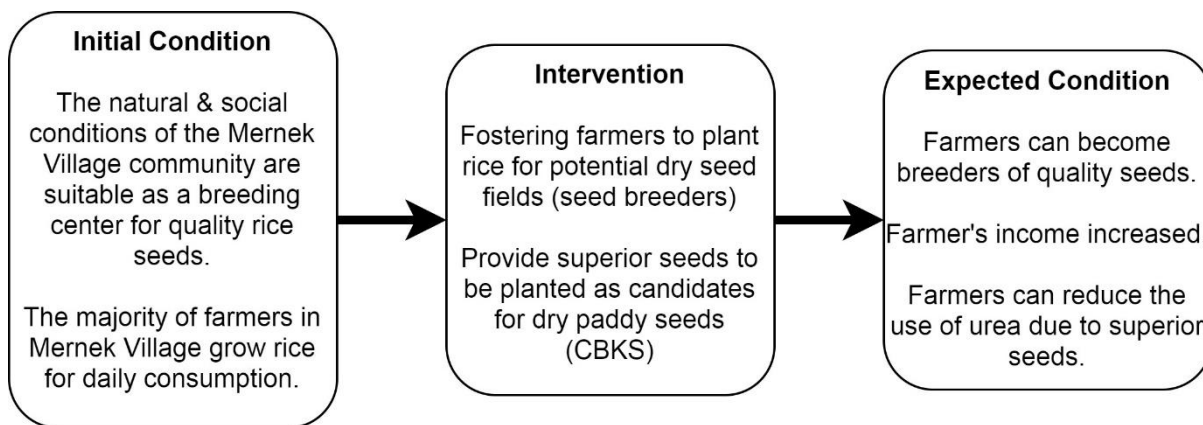 Initial Condition
The natural & social
conditions of the Mernek
Village community are
suitable as a breeding
center for quality rice
seeds.
The majority of farmers in
Mernek Village grow rice
for daily consumption.
Intervention
Fostering farmers to plant
rice for potential dry seed
fields (seed breeders)
Provide superior seeds to
be planted as candidates
for dry paddy seeds
(CBKS)
Expected Condition
Farmers can become
breeders of quality seeds.
Farmer's income increased
Farmers can reduce the
use of urea due to superior
seeds.